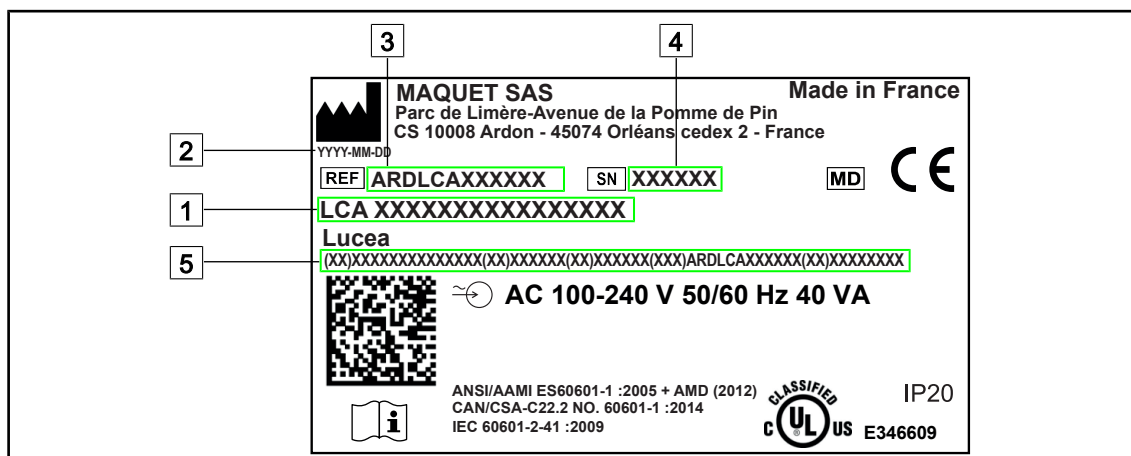 3 4
MAQUET SAS Made in France
Parc de Limère-Avenue de la Pomme de Pin
CS 10008 Ardon - 45074 Orléans cedex 2 - France
2 YYYY-MM-DD
REF ARDLCAXXXXXX SN XXXXXX MD CE
1 LCA XXXXXXXXXXXXXXXX
Lucea
5 (XX)XXXXXXXXXXXXXX(XX)XXXXXX(XX)XXXXXX(XXX)ARDLCAXXXXXX(XX)XXXXXXXX
AC 100-240 V 50/60 Hz 40 VA
ANSI/AAMI ES60601-1 :2005 + AMD (2012)
CAN/CSA-C22.2 NO. 60601-1 :2014
IEC 60601-2-41 :2009
i
CLASSIFIED
C UL ® US E346609
IP20